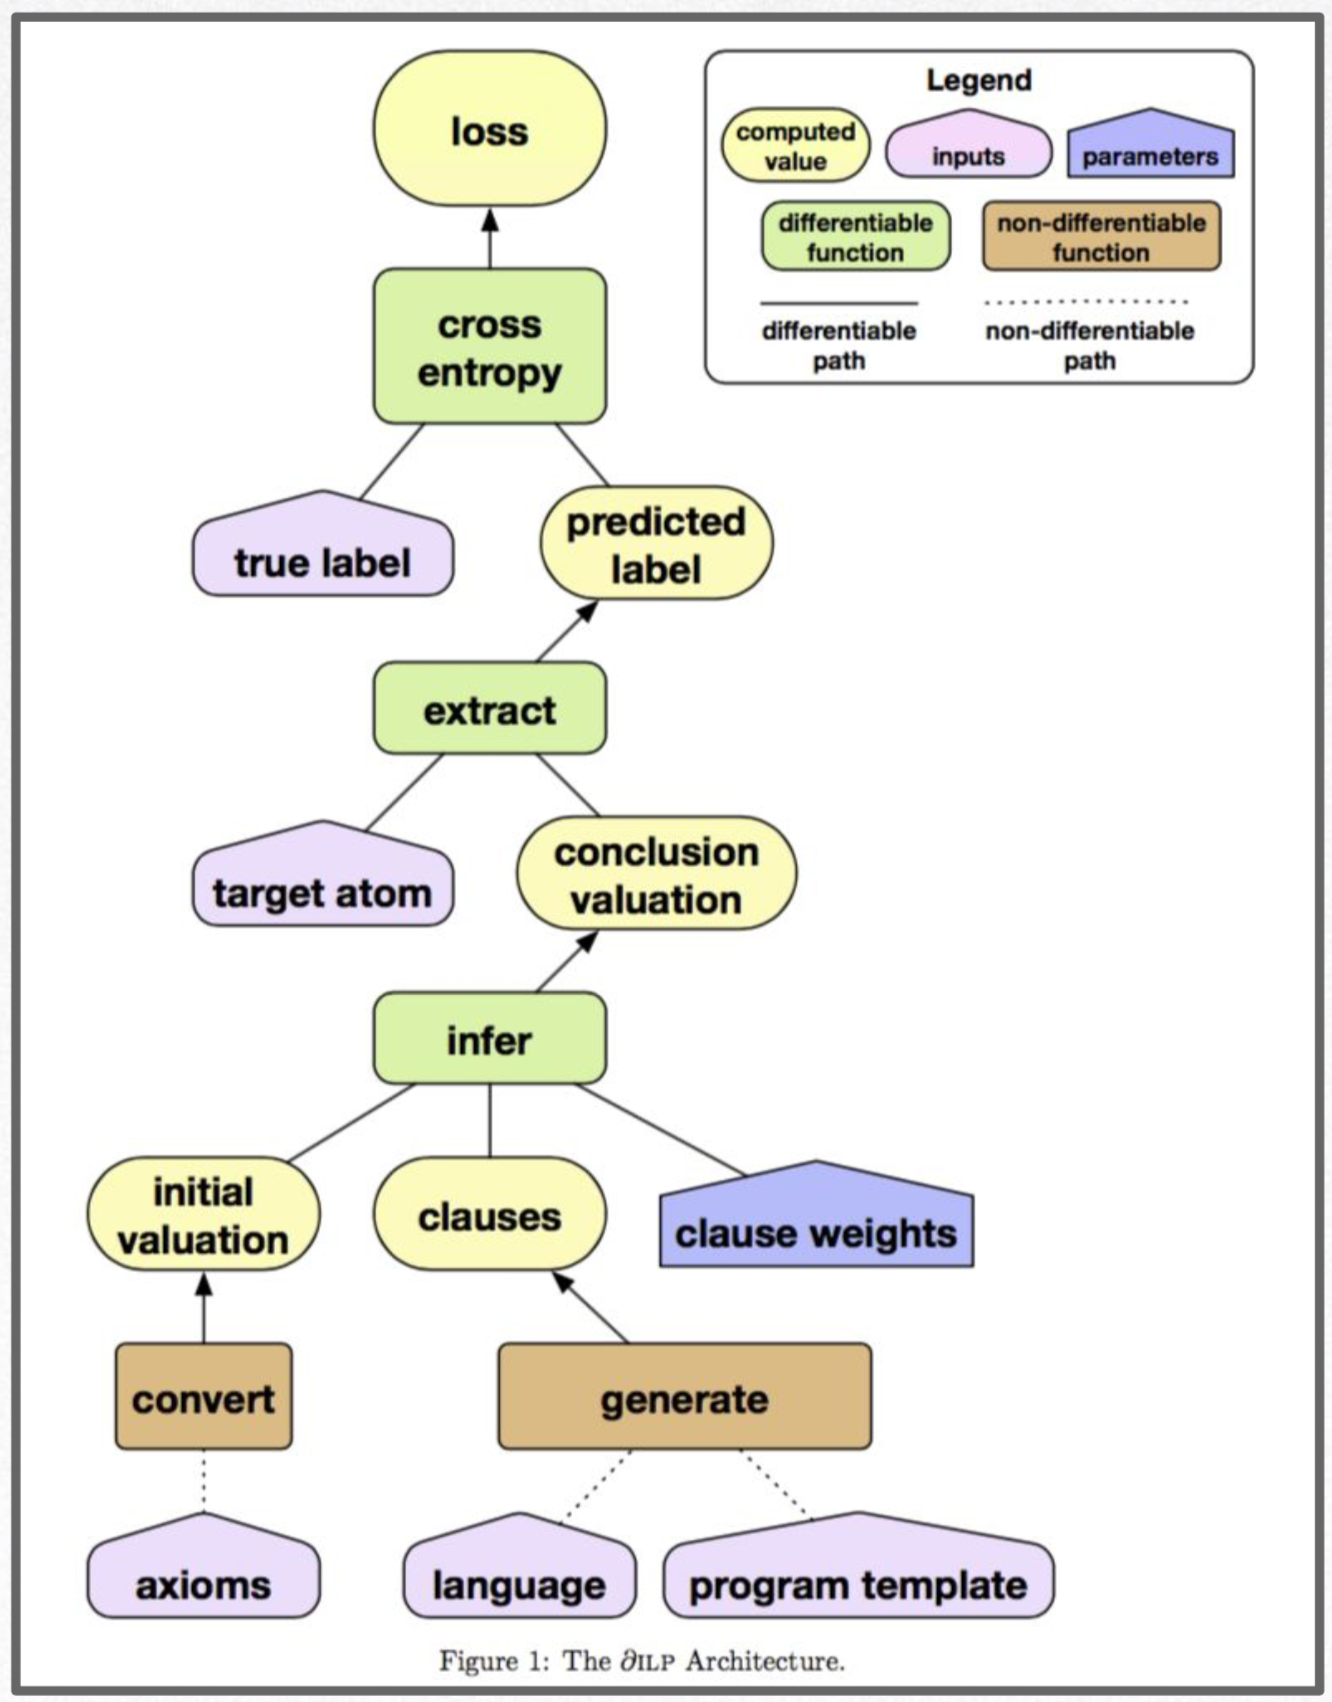 loss
Legend
computed
value
inputs
parameters
differentiable
function
non-differentiable
function
differentiable
path
non-differentiable
path
cross
entropy
true label
predicted
label
extract
target atom
conclusion
valuation
infer
initial
valuation
clauses
clause weights
convert
generate
axioms
language
program template
Figure 1: The ∂ILP Architecture.